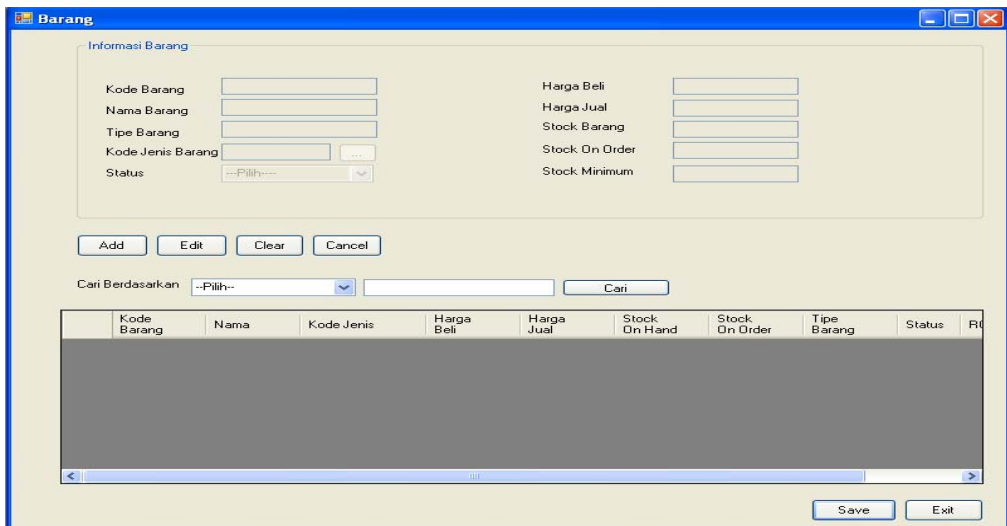 Barang
Informasi Barang
Kode Barang
Nama Barang
Tipe Barang
Kode Jenis Barang ...
Status ---Pilih----
Harga Beli
Harga Jual
Stock Barang
Stock On Order
Stock Minimum
Add Edit Clear Cancel
Cari Berdasarkan --Pilih-- Cari
Kode Barang Nama Kode Jenis Harga Beli Harga Jual Stock On Hand Stock On Order Tipe Barang Status
Save Exit